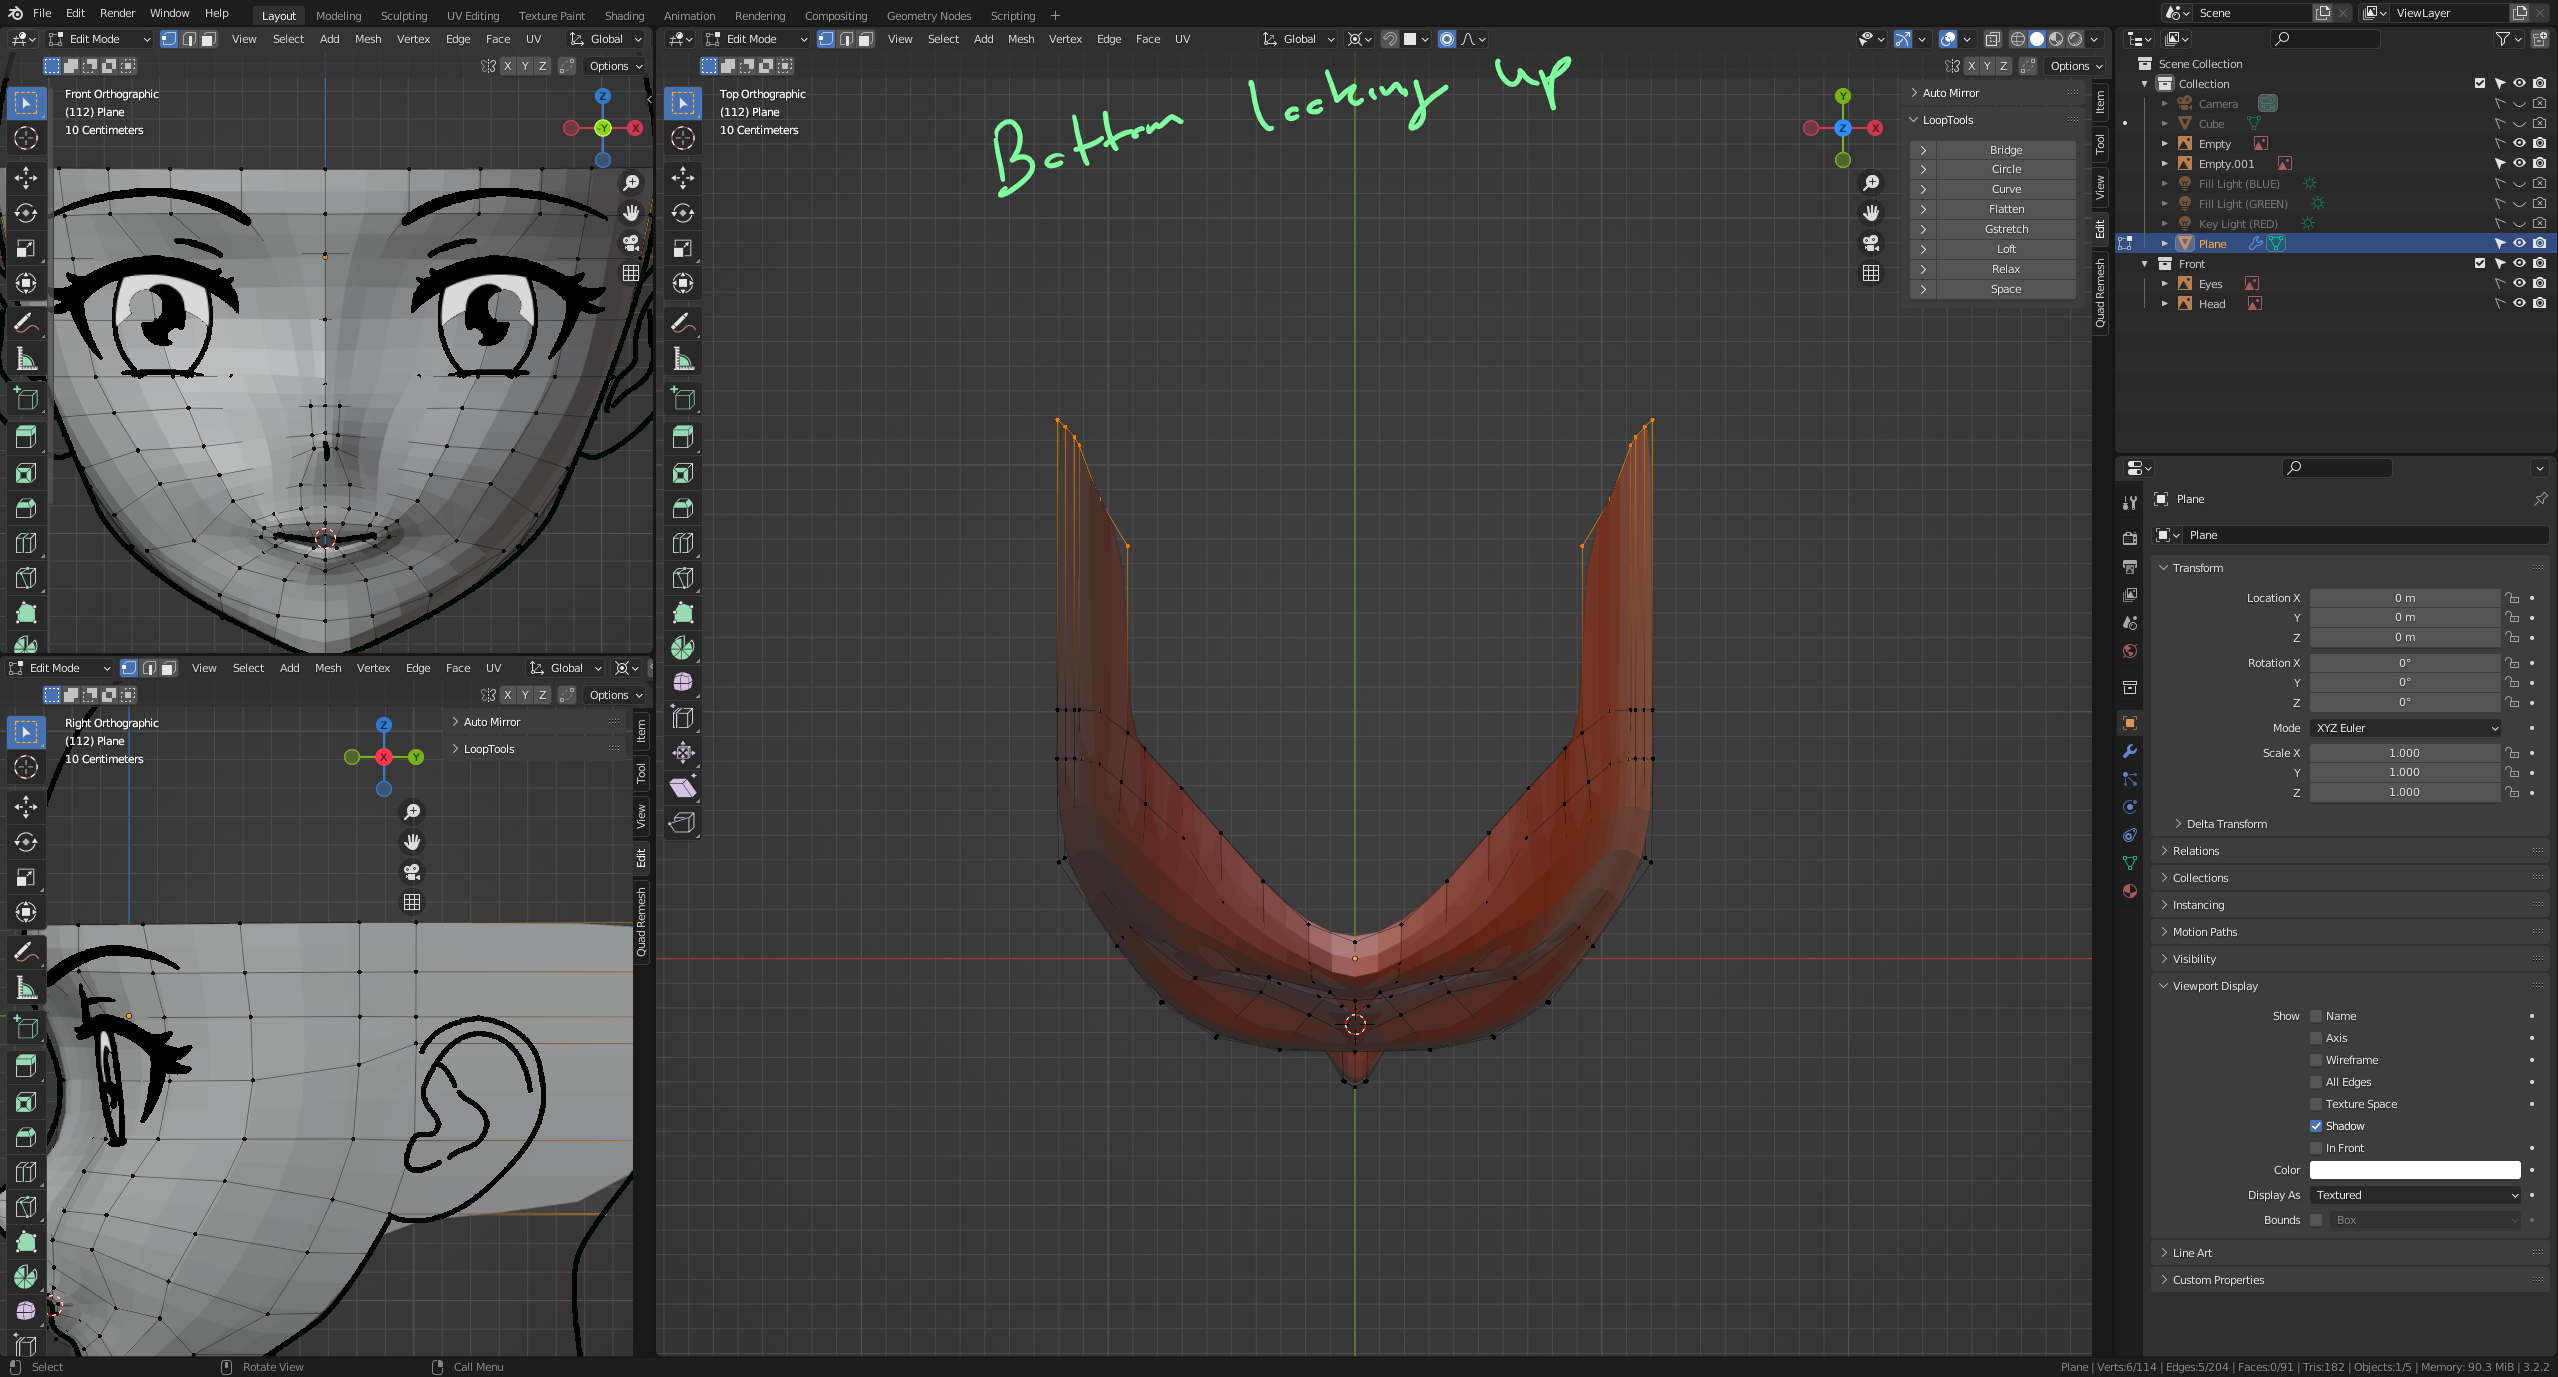 File Edit Render Window Help Layout Modeling Sculpting UV Editing Texture Paint Shading Animation Rendering Compositing Geometry Nodes Scripting + Scene ViewLayer
Edit Mode View Select Add Mesh Vertex Edge Face UV Global
X Y Z Options
Front Orthographic
(112) Plane
10 Centimeters
Z
Y
X
Edit Mode View Select Add Mesh Vertex Edge Face UV Global
X Y Z Options
Top Orthographic
(112) Plane
10 Centimeters
Bottom looking up
Y
Z
X
Auto Mirror
LoopTools
Bridge
Circle
Curve
Flatten
Gstretch
Loft
Relax
Space
Item
Tool
View
Edit
Quad Remesh
Edit Mode View Select Add Mesh Vertex Edge Face UV Global
X Y Z Options
Right Orthographic
(112) Plane
10 Centimeters
Z
X
Y
Auto Mirror
LoopTools
Item
Tool
View
Edit
Quad Remesh
Scene Collection
Collection
Camera
Cube
Empty
Empty.001
Fill Light (BLUE)
Fill Light (GREEN)
Key Light (RED)
Plane
Front
Eyes
Head
Plane
Plane
Transform
Location X 0 m
Y 0 m
Z 0 m
Rotation X 0°
Y 0°
Z 0°
Mode XYZ Euler
Scale X 1.000
Y 1.000
Z 1.000
Delta Transform
Relations
Collections
Instancing
Motion Paths
Visibility
Viewport Display
Show Name
Axis
Wireframe
All Edges
Texture Space
Shadow
In Front
Color
Display As Textured
Bounds Box
Line Art
Custom Properties
Select Rotate View Call Menu
Plane | Verts:6/114 | Edges:5/204 | Faces:0/91 | Tris:182 | Objects:1/5 | Memory: 90.3 MiB | 3.2.2